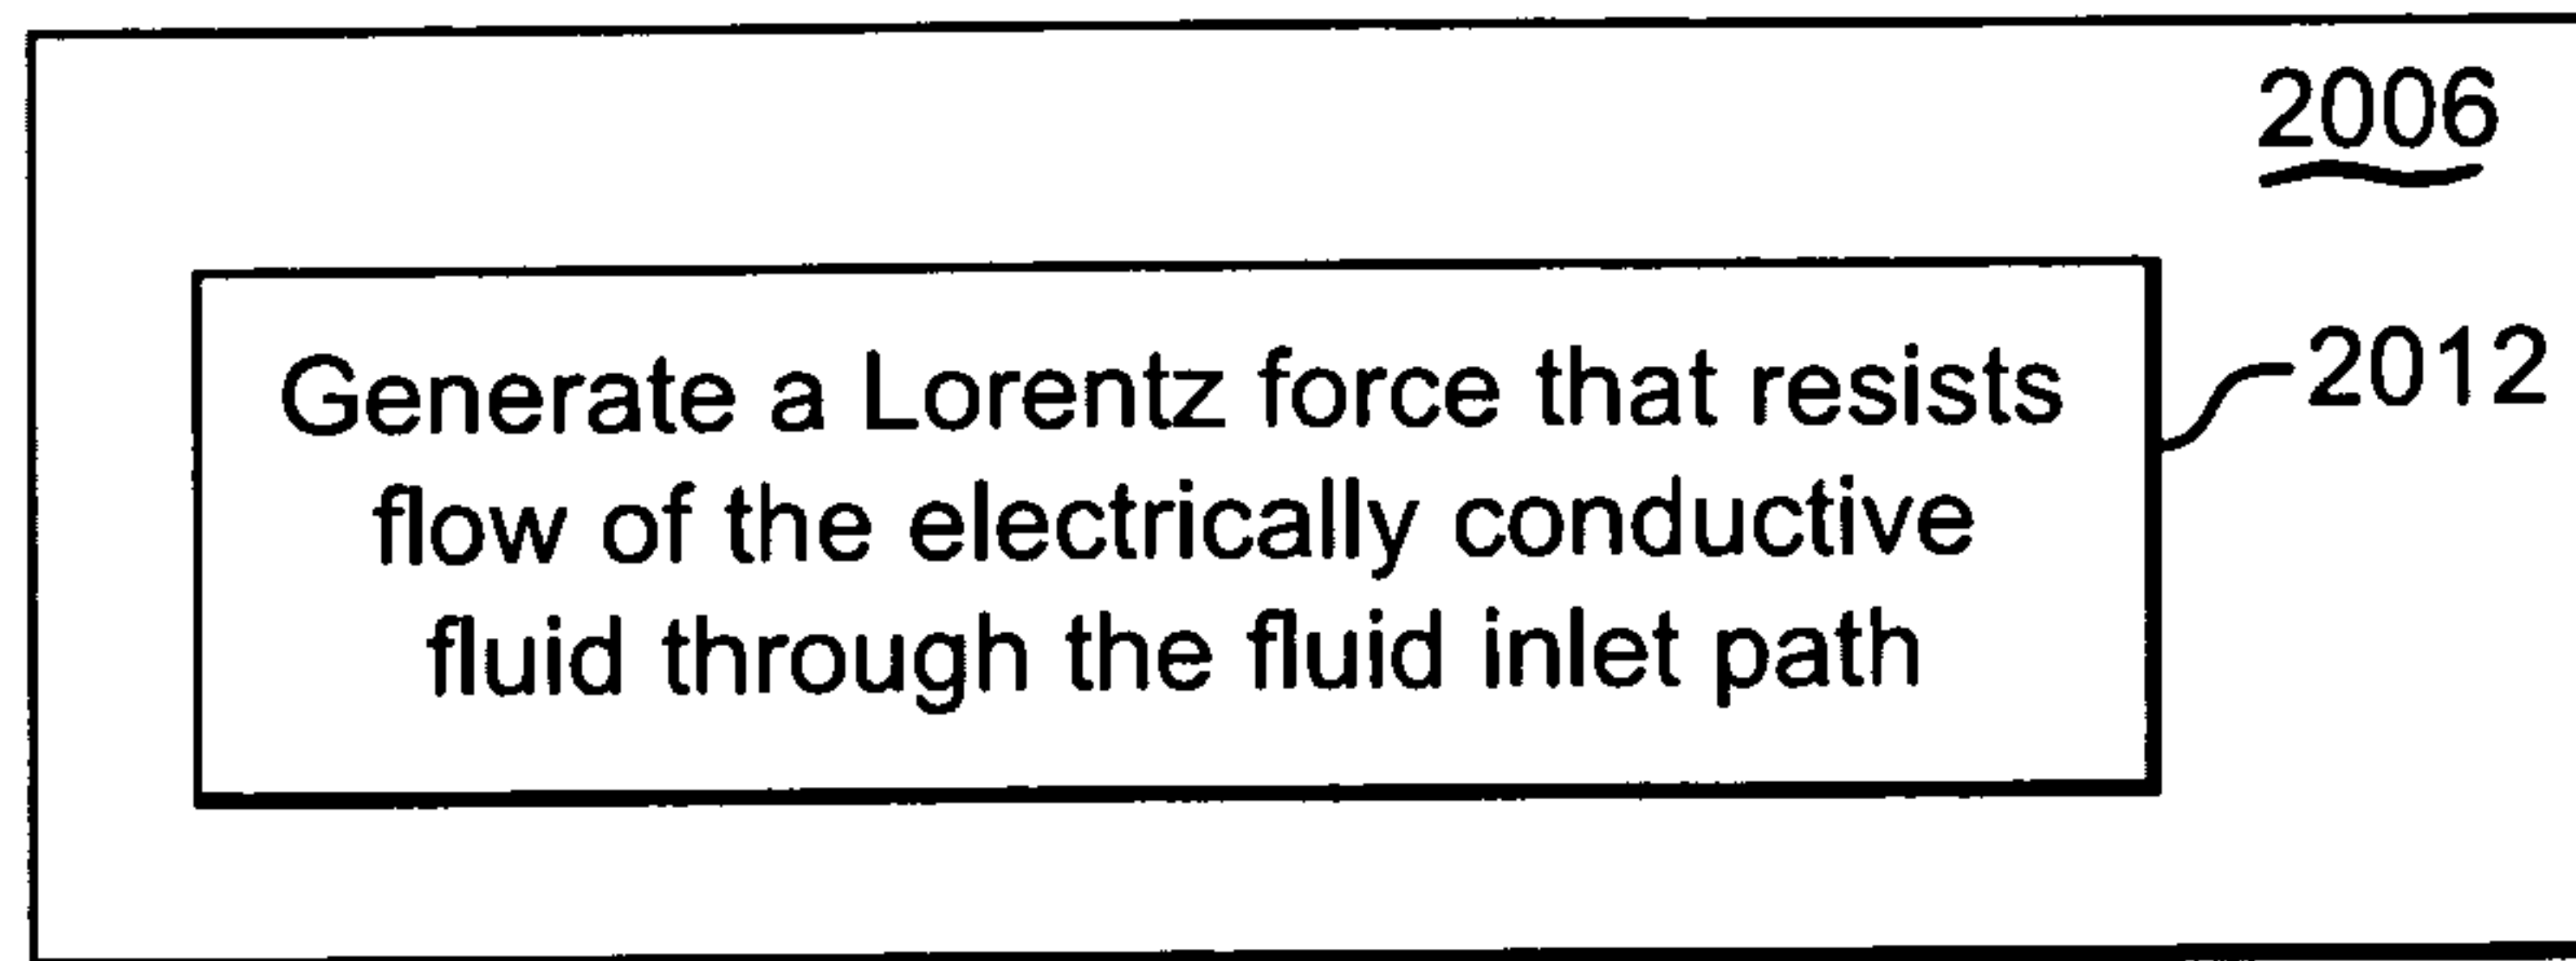 2006
Generate a Lorentz force that resists
flow of the electrically conductive
fluid through the fluid inlet path
2012